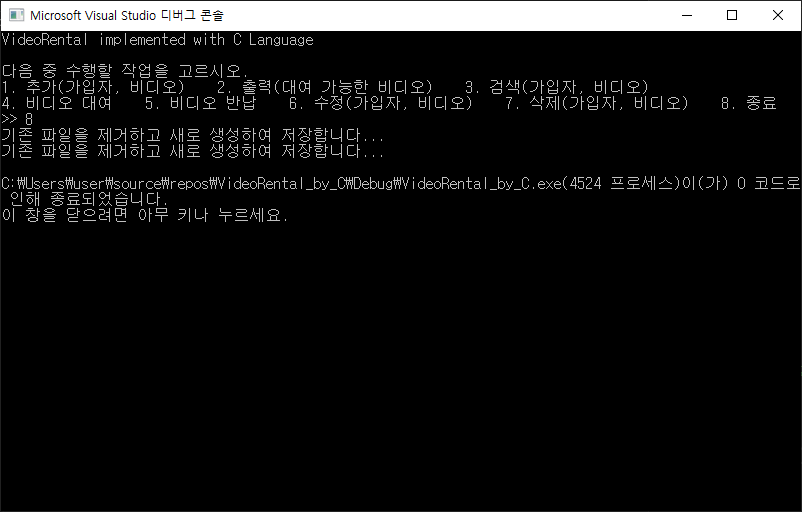 Microsoft Visual Studio 디버그 콘솔
VideoRental implemented with C Language
다음 중 수행할 작업을 고르시오.
1. 추가(가입자, 비디오) 2. 출력(대여 가능한 비디오) 3. 검색(가입자, 비디오)
4. 비디오 대여 5. 비디오 반납 6. 수정(가입자, 비디오) 7. 삭제(가입자, 비디오) 8. 종료
>> 8
기존 파일을 제거하고 새로 생성하여 저장합니다...
기존 파일을 제거하고 새로 생성하여 저장합니다...
C:₩Users₩user₩source₩repos₩VideoRental_by_C₩Debug₩VideoRental_by_C.exe(4524 프로세스)이(가) 0 코드로
인해 종료되었습니다.
이 창을 닫으려면 아무 키나 누르세요.